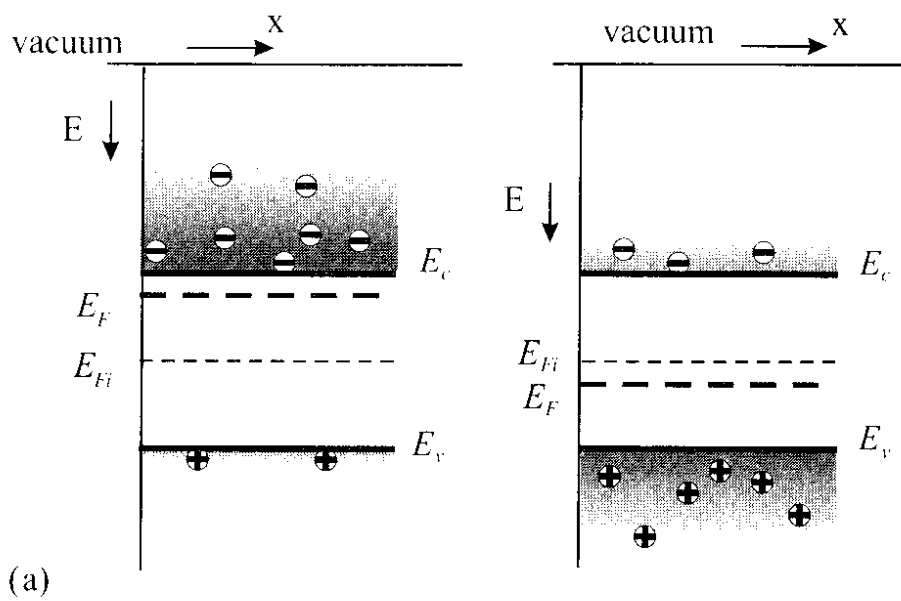 vacuum x
E
E_c
E_F
E_Fi
E_v
vacuum x
E
E_c
E_Fi
E_F
E_v
(a)